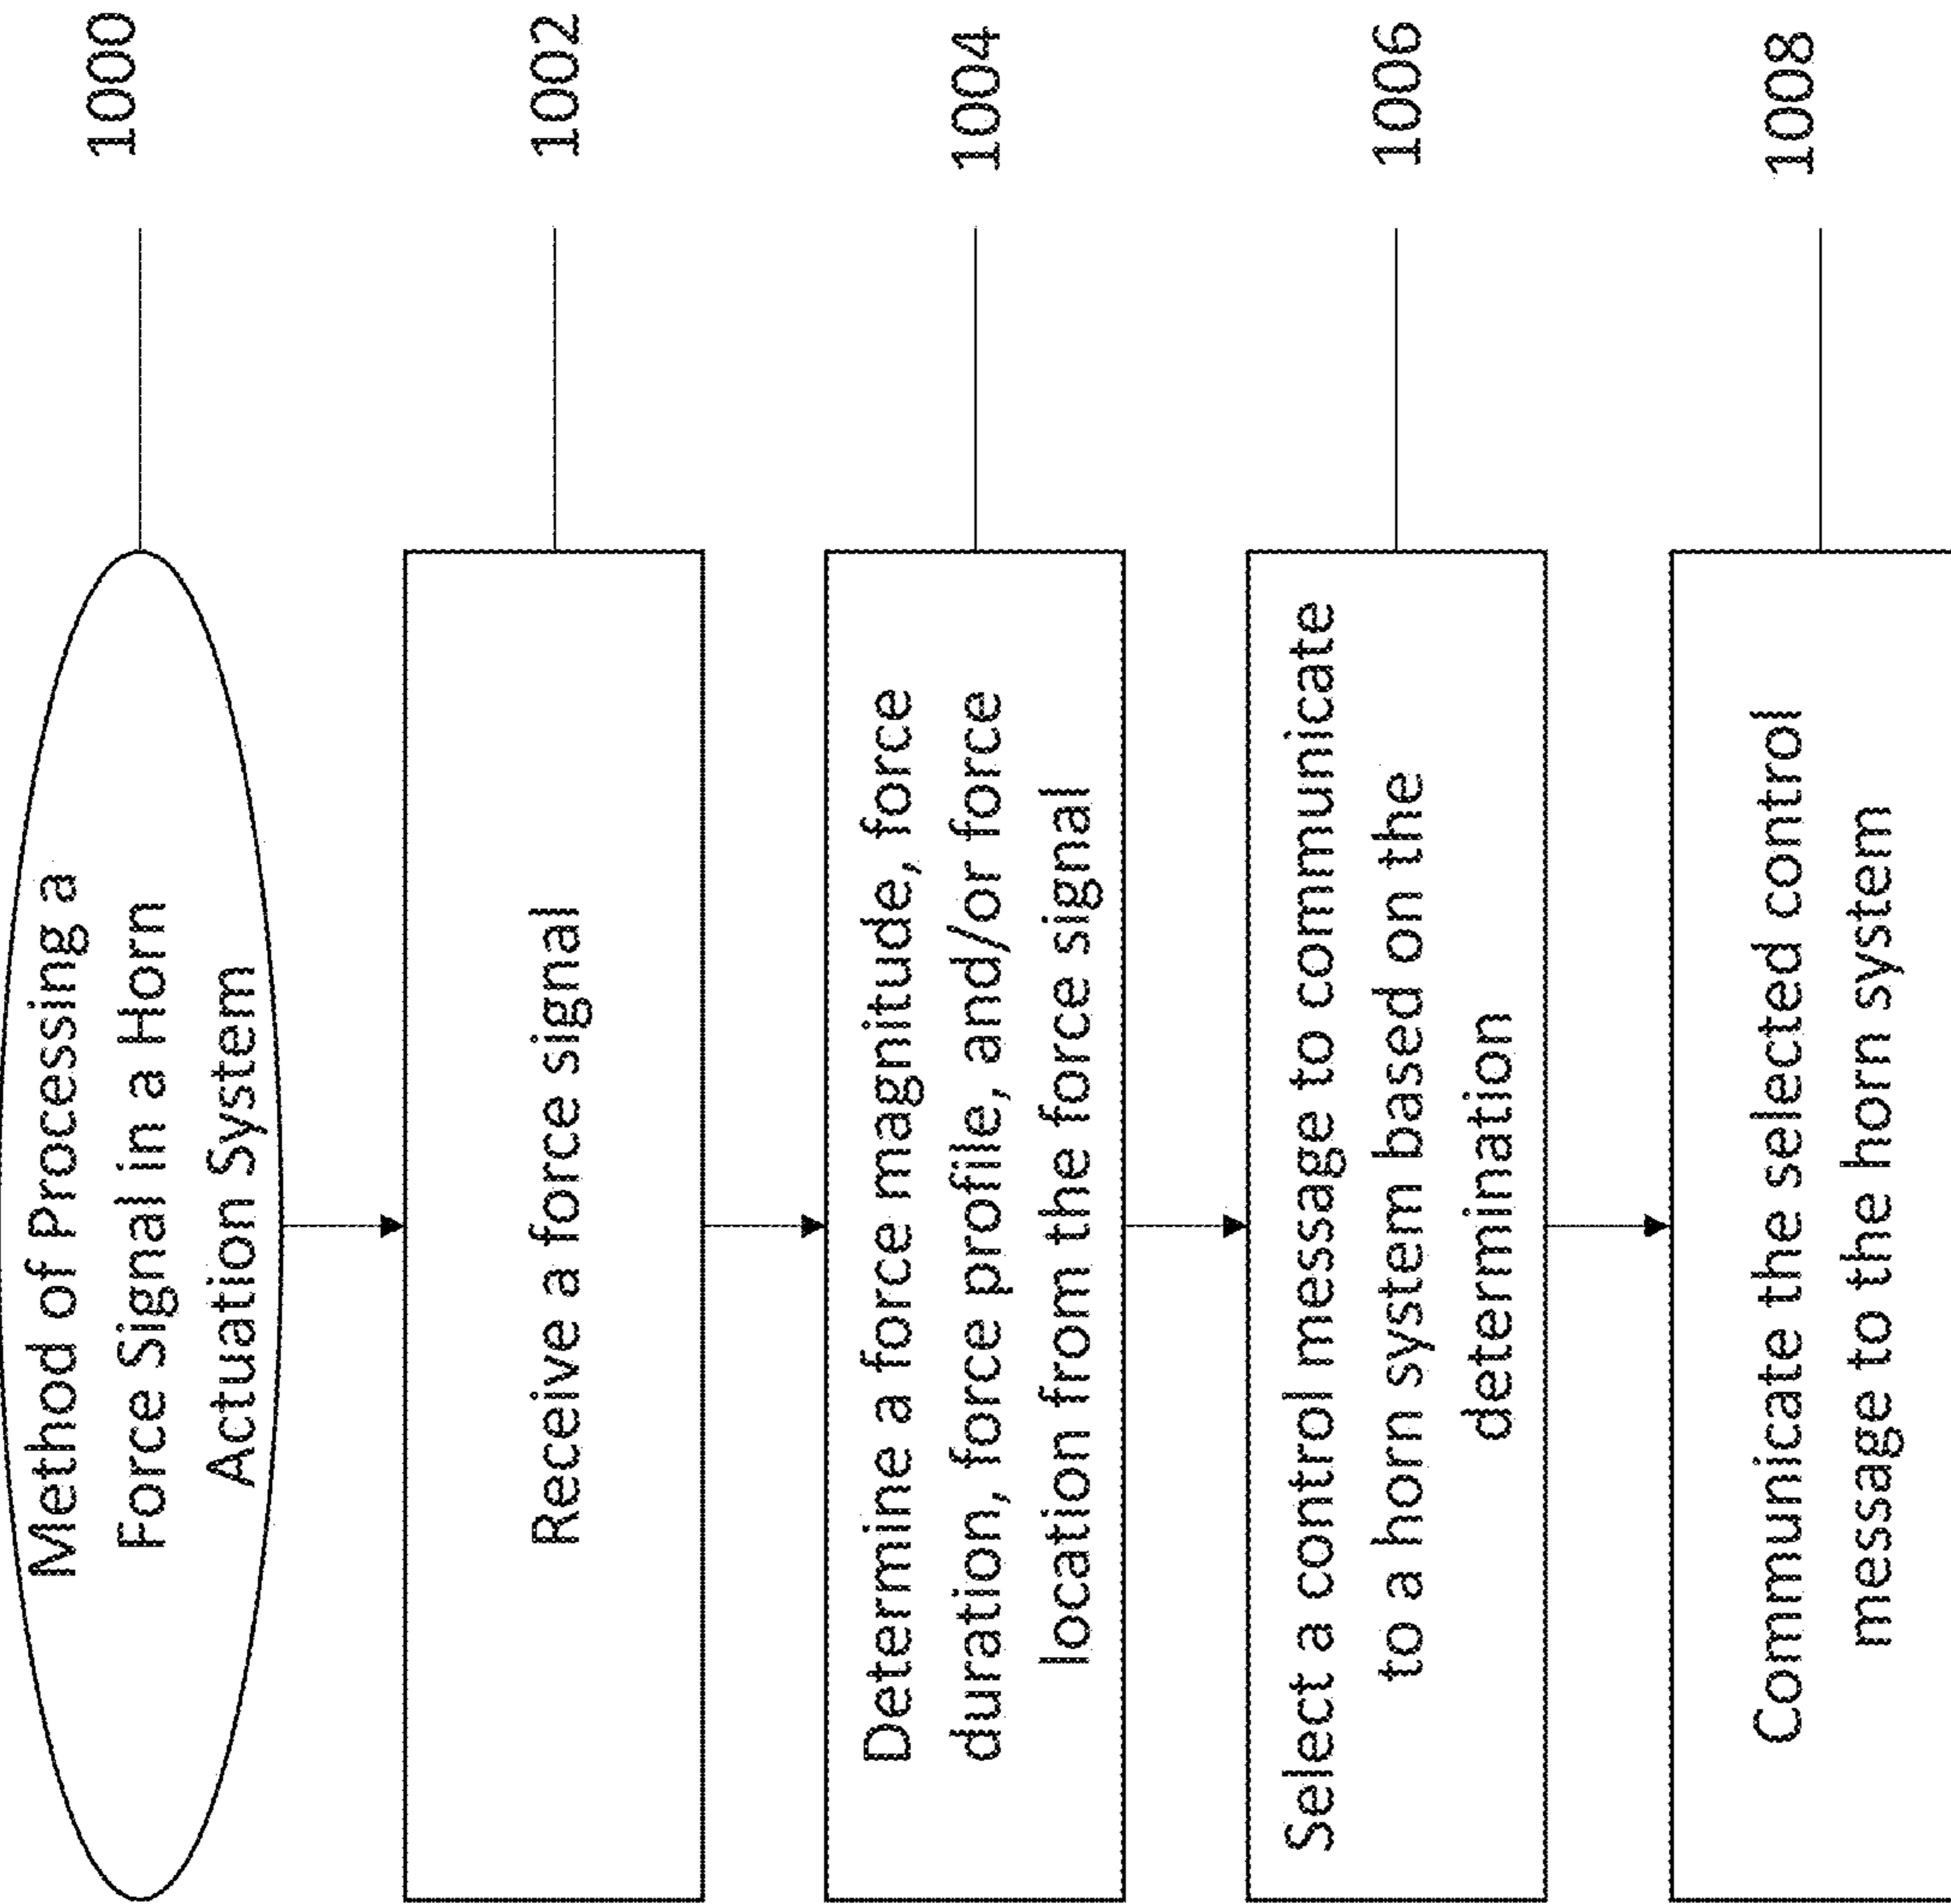 Method of Processing a
Force Signal in a Horn
Actuation System
1000
Receive a force signal
1002
Determine a force magnitude, force
duration, force profile, and/or force
location from the force signal
1004
Select a control message to communicate
to a horn system based on the
determination
1006
Communicate the selected control
message to the horn system
1008